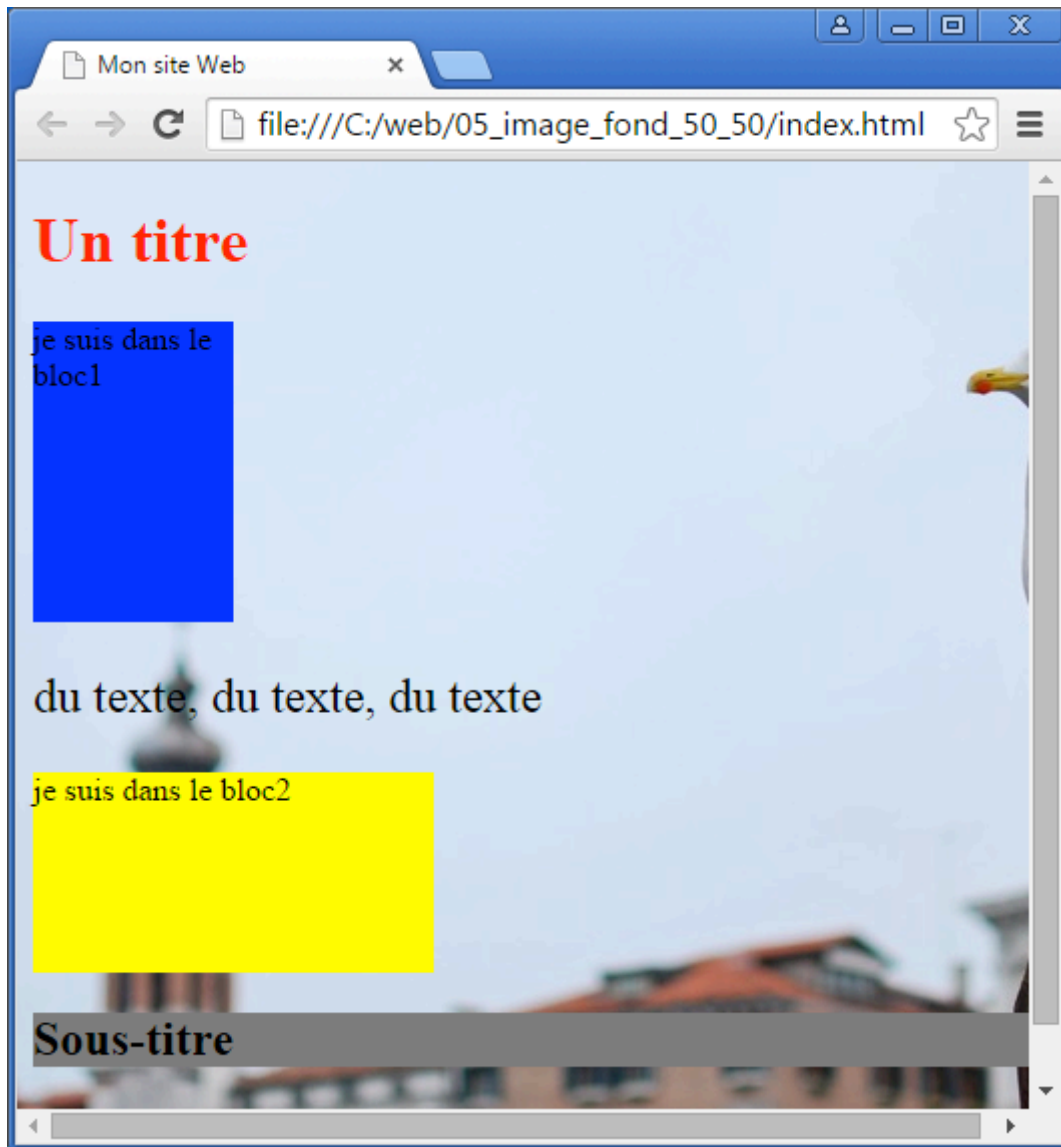 Mon site Web
file:///C:/web/05_image_fond_50_50/index.html
Un titre
je suis dans le
bloc1
du texte, du texte, du texte
je suis dans le bloc2
Sous-titre